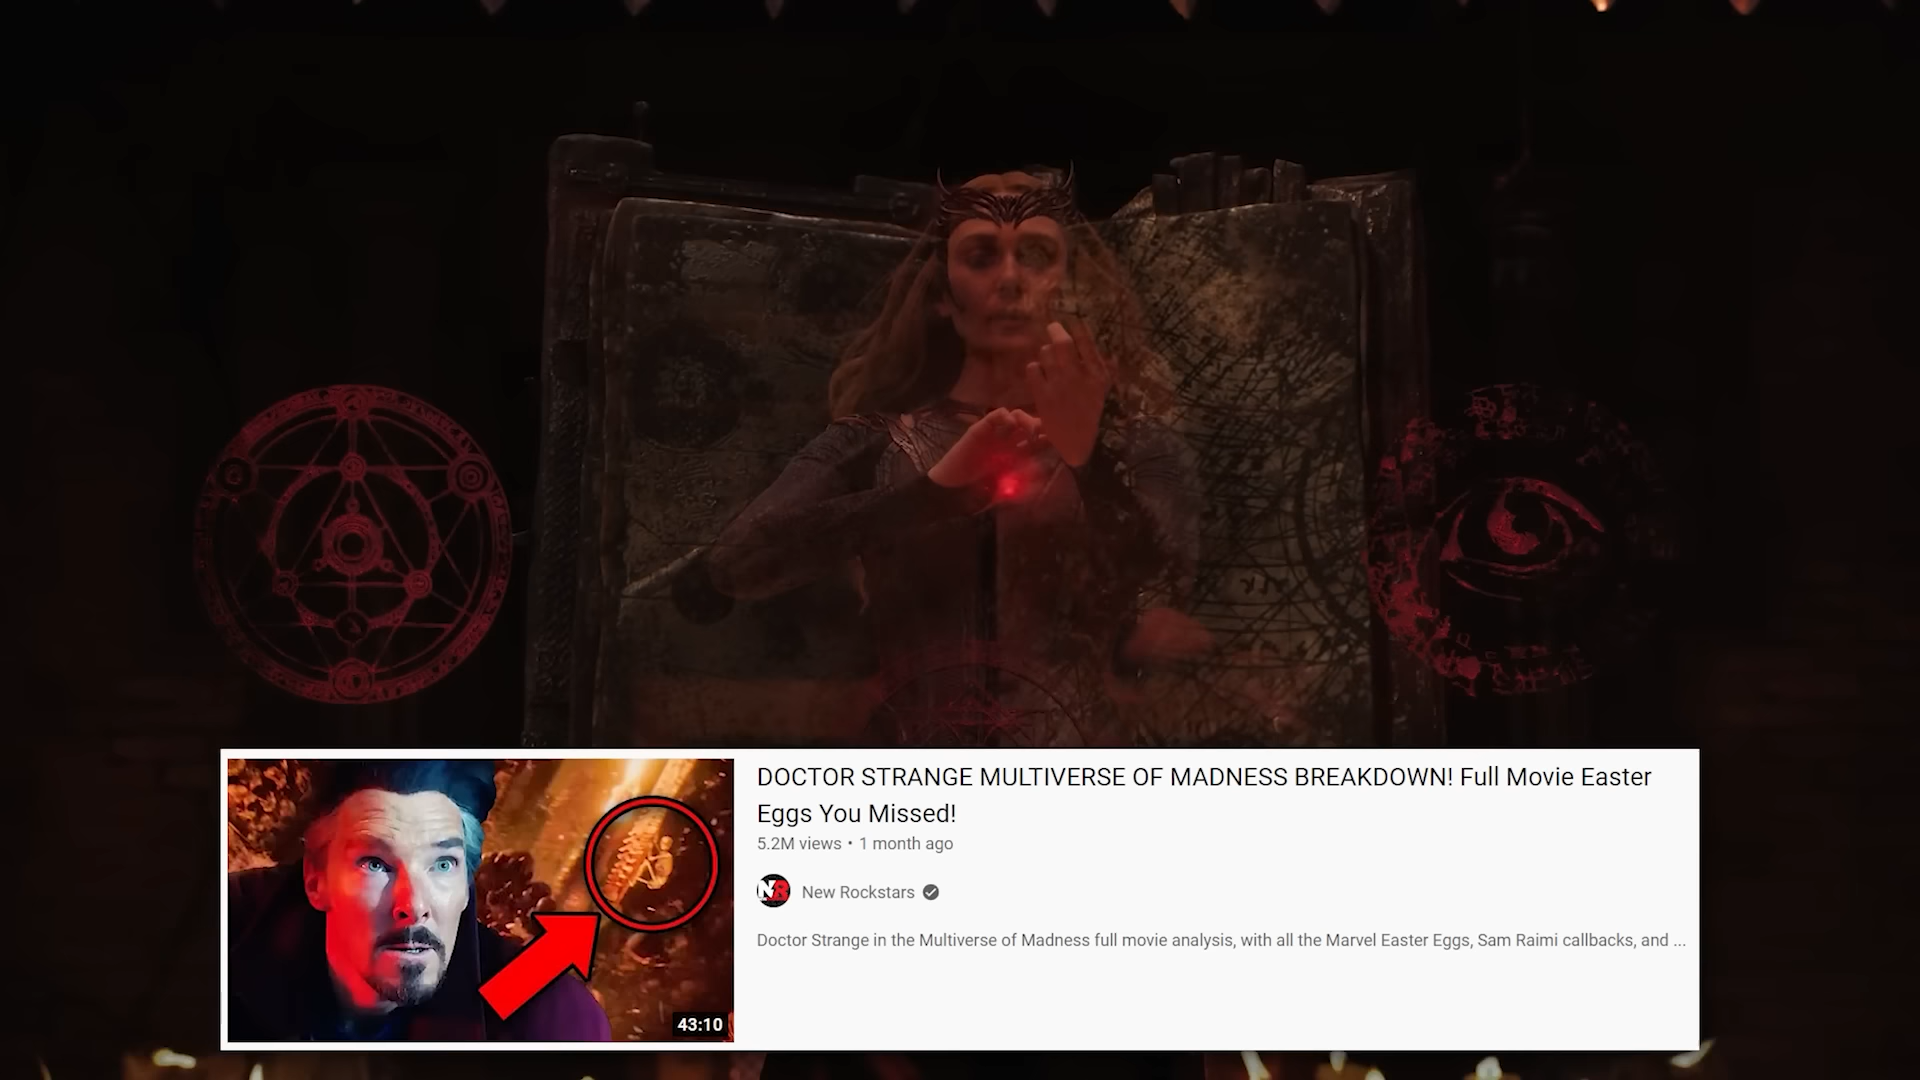 DOCTOR STRANGE MULTIVERSE OF MADNESS BREAKDOWN! Full Movie Easter
Eggs You Missed!
5.2M views • 1 month ago
NR
New Rockstars
Doctor Strange in the Multiverse of Madness full movie analysis, with all the Marvel Easter Eggs, Sam Raimi callbacks, and ...
43:10